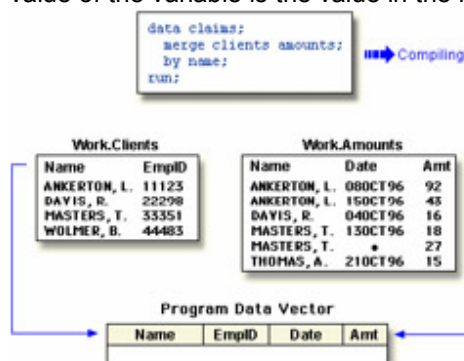 value of the variable is the value in the
data claims;
merge clients amounts;
by name;
run;
Compiling
Work.Clients
Name EmpID
ANKERTON, L. 11123
DAVIS, R. 22298
MASTERS, T. 33351
WOLMER, B. 44483
Work.Amounts
Name Date Amt
ANKERTON, L. 08OCT96 92
ANKERTON, L. 15OCT96 43
DAVIS, R. 04OCT96 16
MASTERS, T. 13OCT96 18
MASTERS, T. • 27
THOMAS, A. 21OCT96 15
Program Data Vector
Name EmpID Date Amt